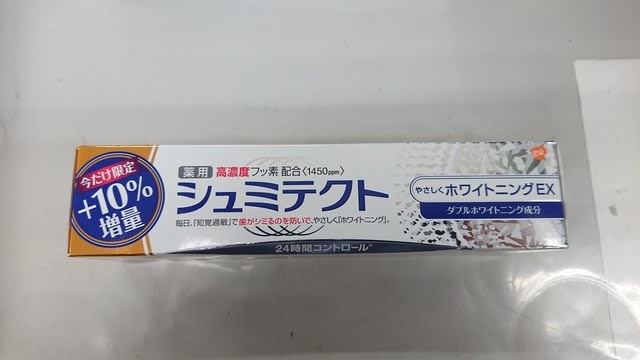 今だけ限定
+10%
増量
薬用 高濃度フッ素配合〈1450ppm〉
シュミテクト
毎日、「知覚過敏」で歯がシミるのを防いで、やさしく『ホワイトニング』。
24時間コントロール
gsk
やさしくホワイトニングEX
ダブルホワイトニング成分